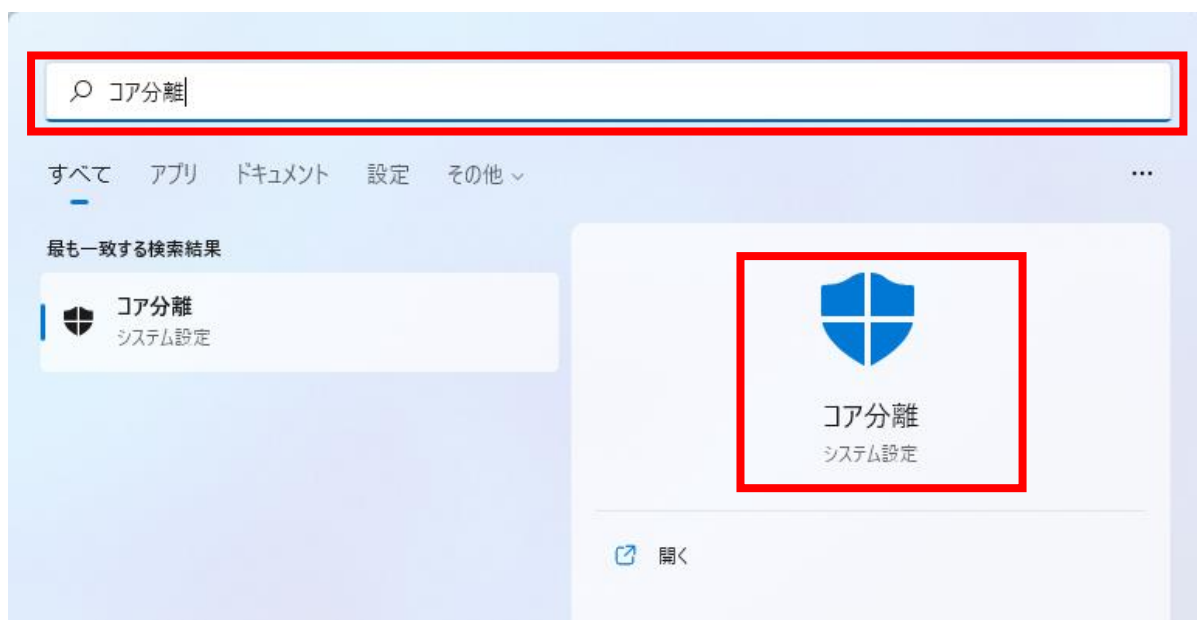 コア分離
すべて アプリ ドキュメント 設定 その他
最も一致する検索結果
コア分離
システム設定
コア分離
システム設定
開く